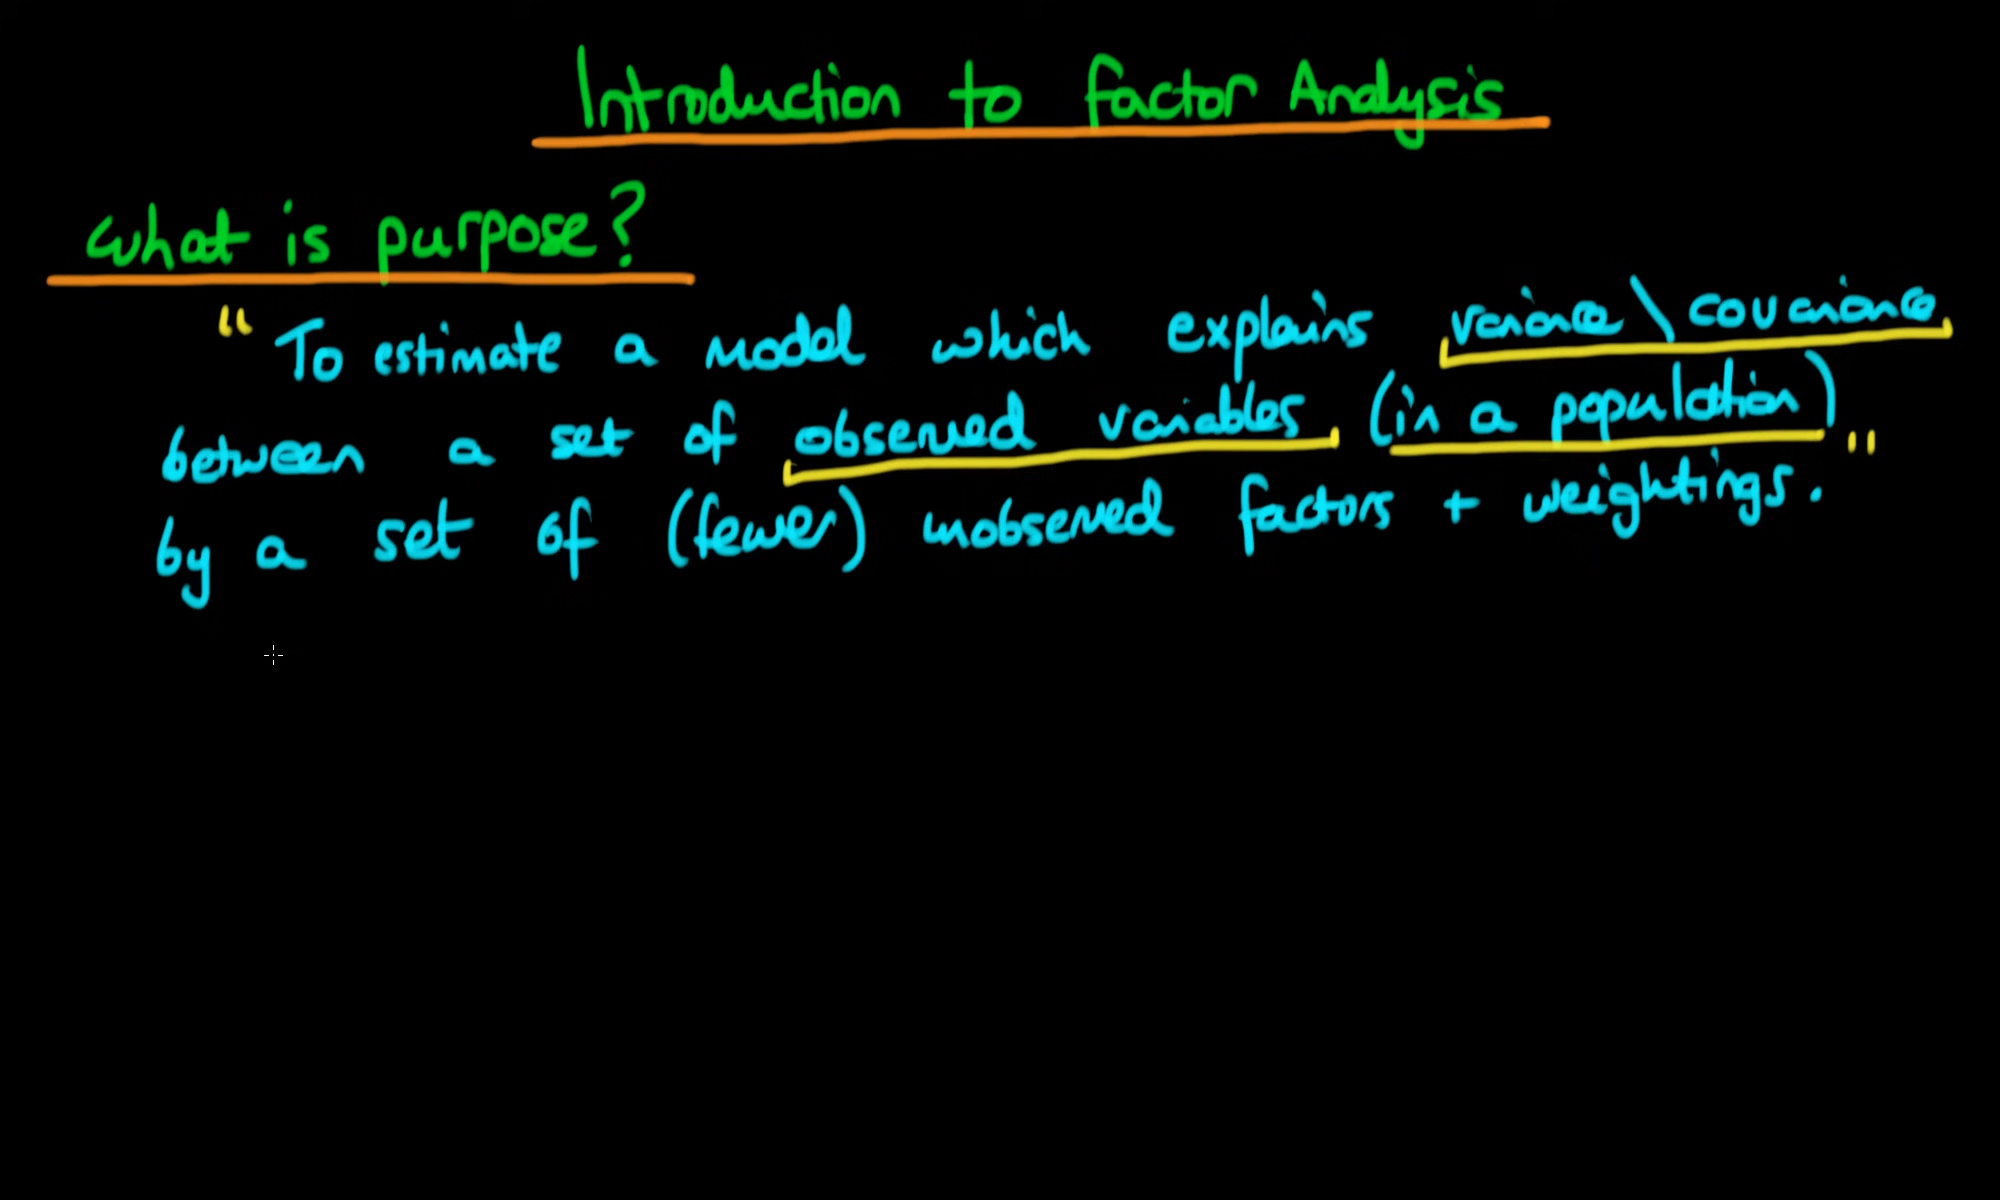 Introduction to factor Analysis
what is purpose?
“ To estimate a model which explains variance\covariance
between a set of observed variables (in a population) "
by a set of (fewer) unobserved factors + weightings.